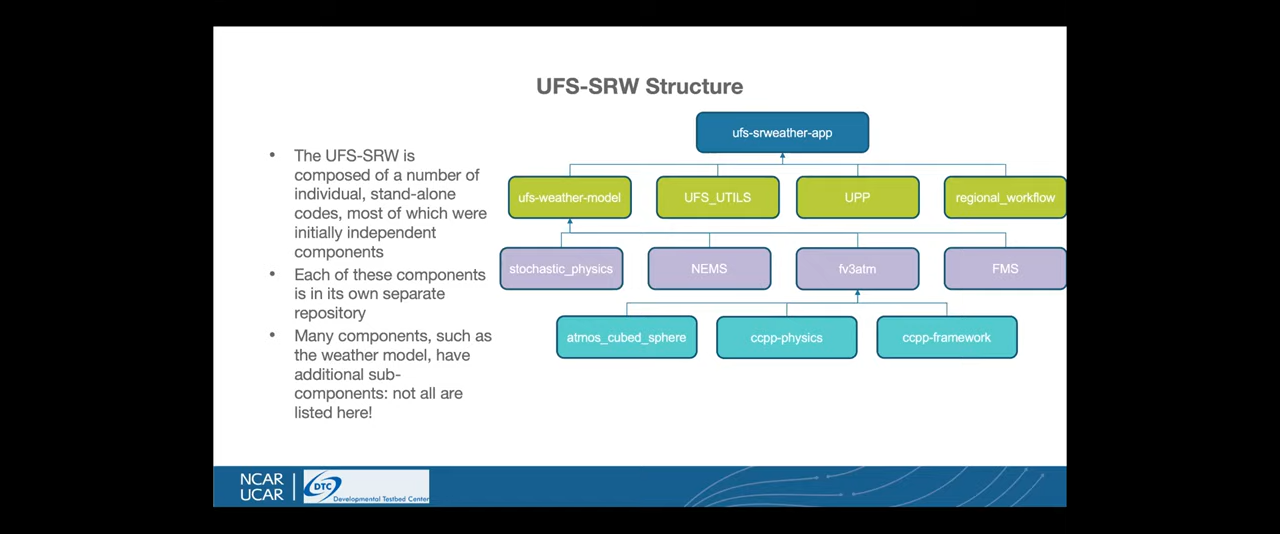 UFS-SRW Structure
• The UFS-SRW is
composed of a number of
individual, stand-alone
codes, most of which were
initially independent
components
• Each of these components
is in its own separate
repository
• Many components, such as
the weather model, have
additional sub-
components: not all are
listed here!
ufs-srweather-app
ufs-weather-model UFS_UTILS UPP regional_workflow
stochastic_physics NEMS fv3atm FMS
atmos_cubed_sphere ccpp-physics ccpp-framework
NCAR
UCAR
DTC
Developmental Testbed Center